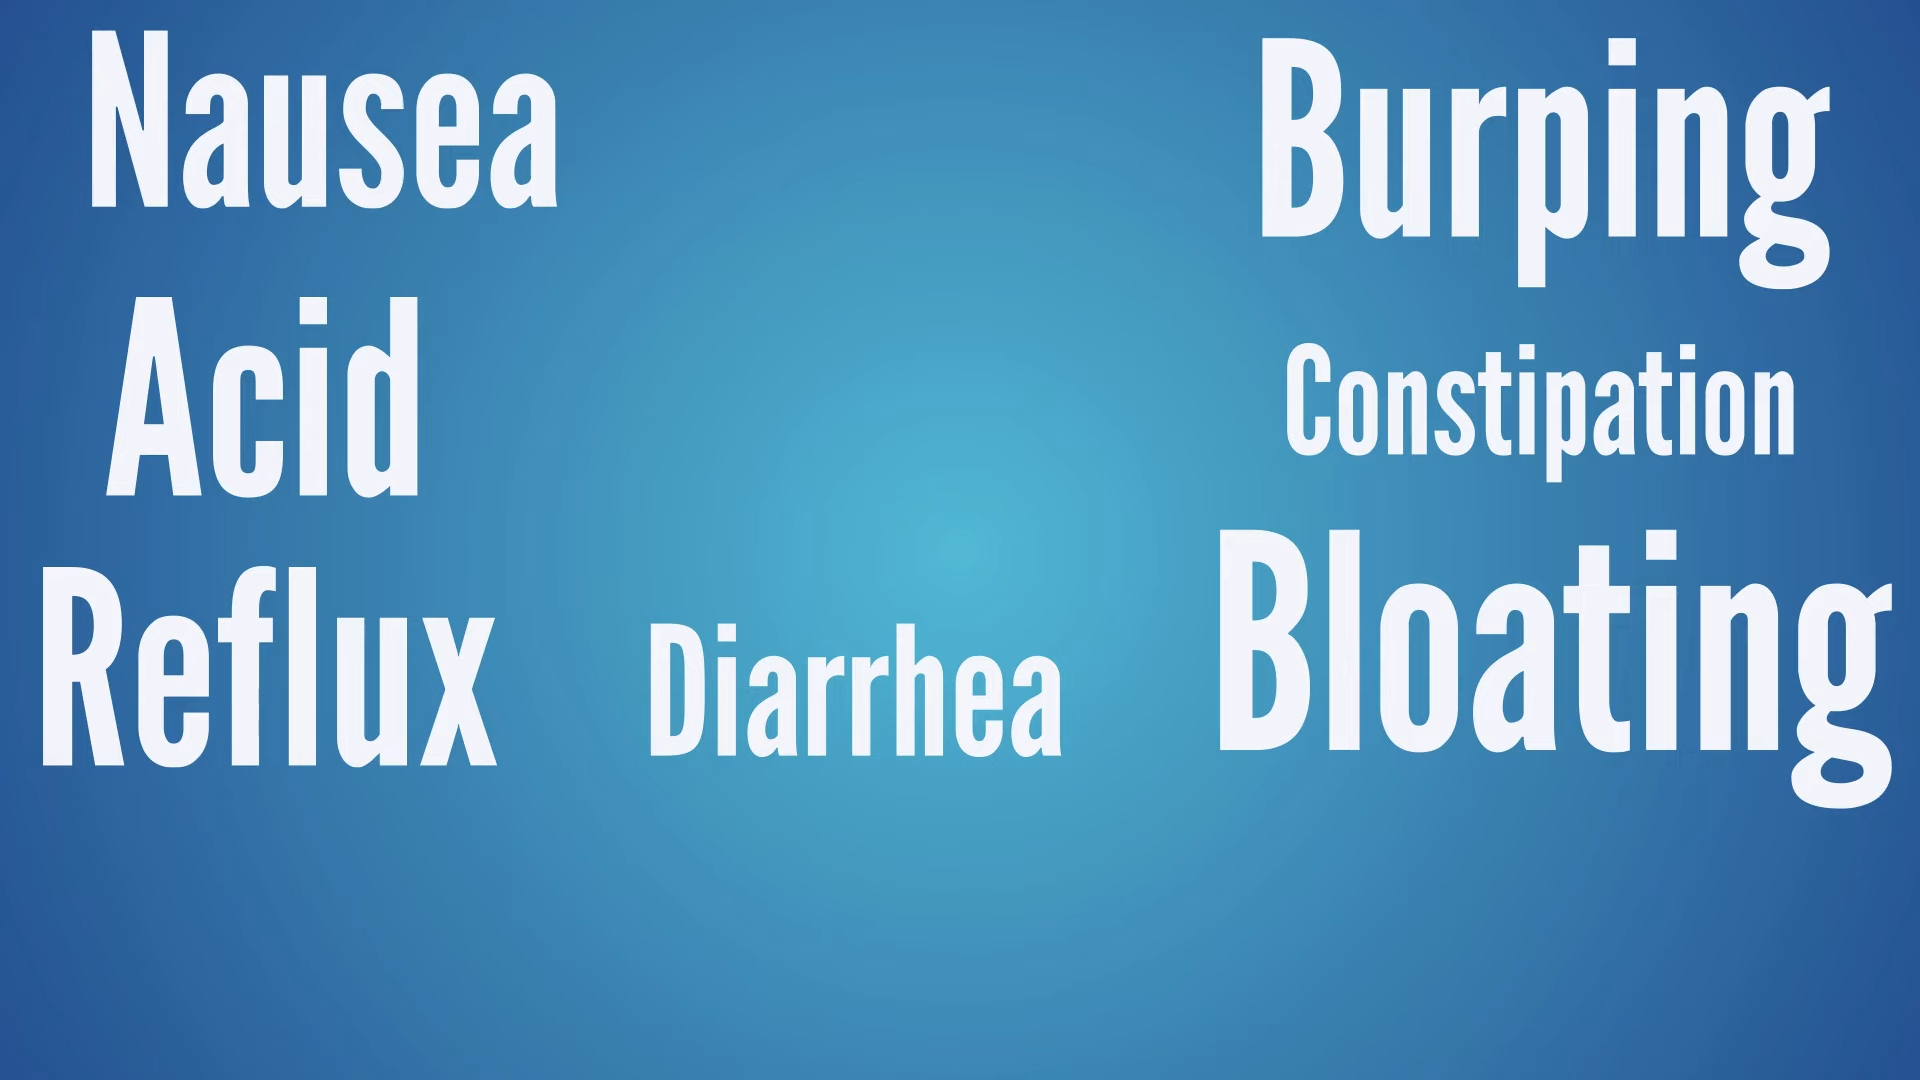 Nausea
Acid
Reflux
Diarrhea
Burping
Constipation
Bloating